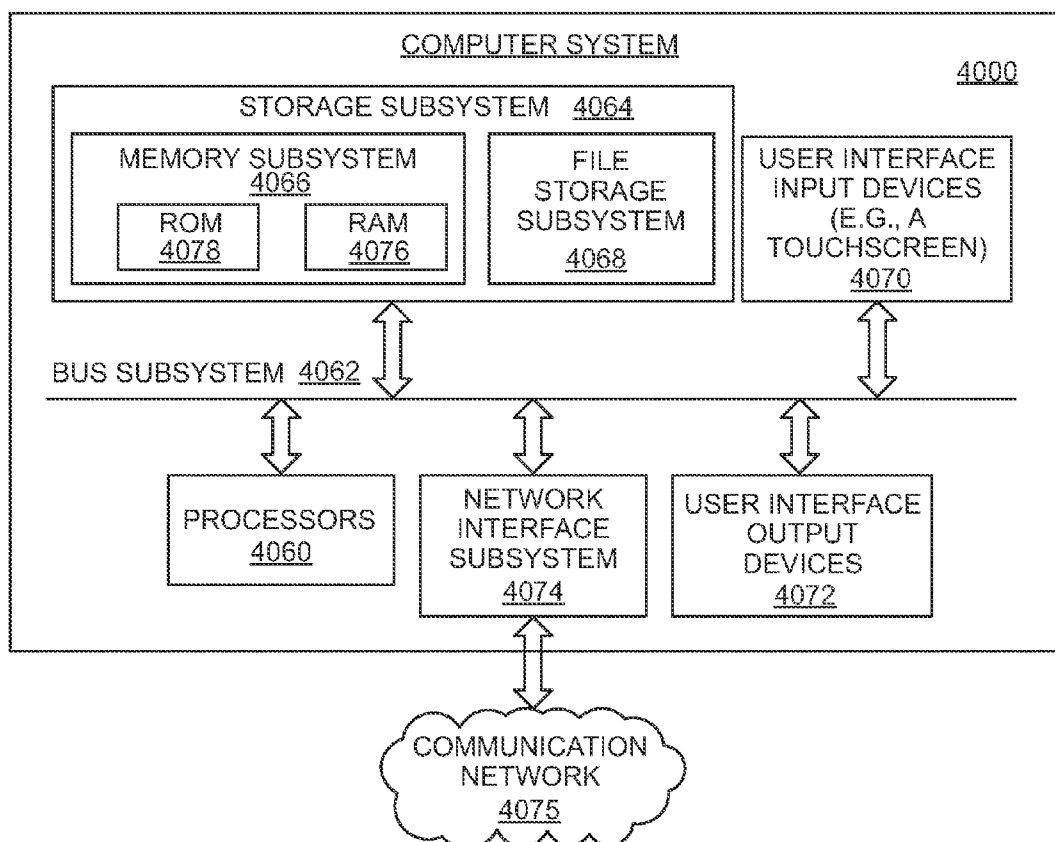 COMPUTER SYSTEM
4000
STORAGE SUBSYSTEM 4064
MEMORY SUBSYSTEM
4066
ROM
4078
RAM
4076
FILE
STORAGE
SUBSYSTEM
4068
USER INTERFACE
INPUT DEVICES
(E.G., A
TOUCHSCREEN)
4070
BUS SUBSYSTEM 4062
PROCESSORS
4060
NETWORK
INTERFACE
SUBSYSTEM
4074
USER INTERFACE
OUTPUT
DEVICES
4072
COMMUNICATION
NETWORK
4075